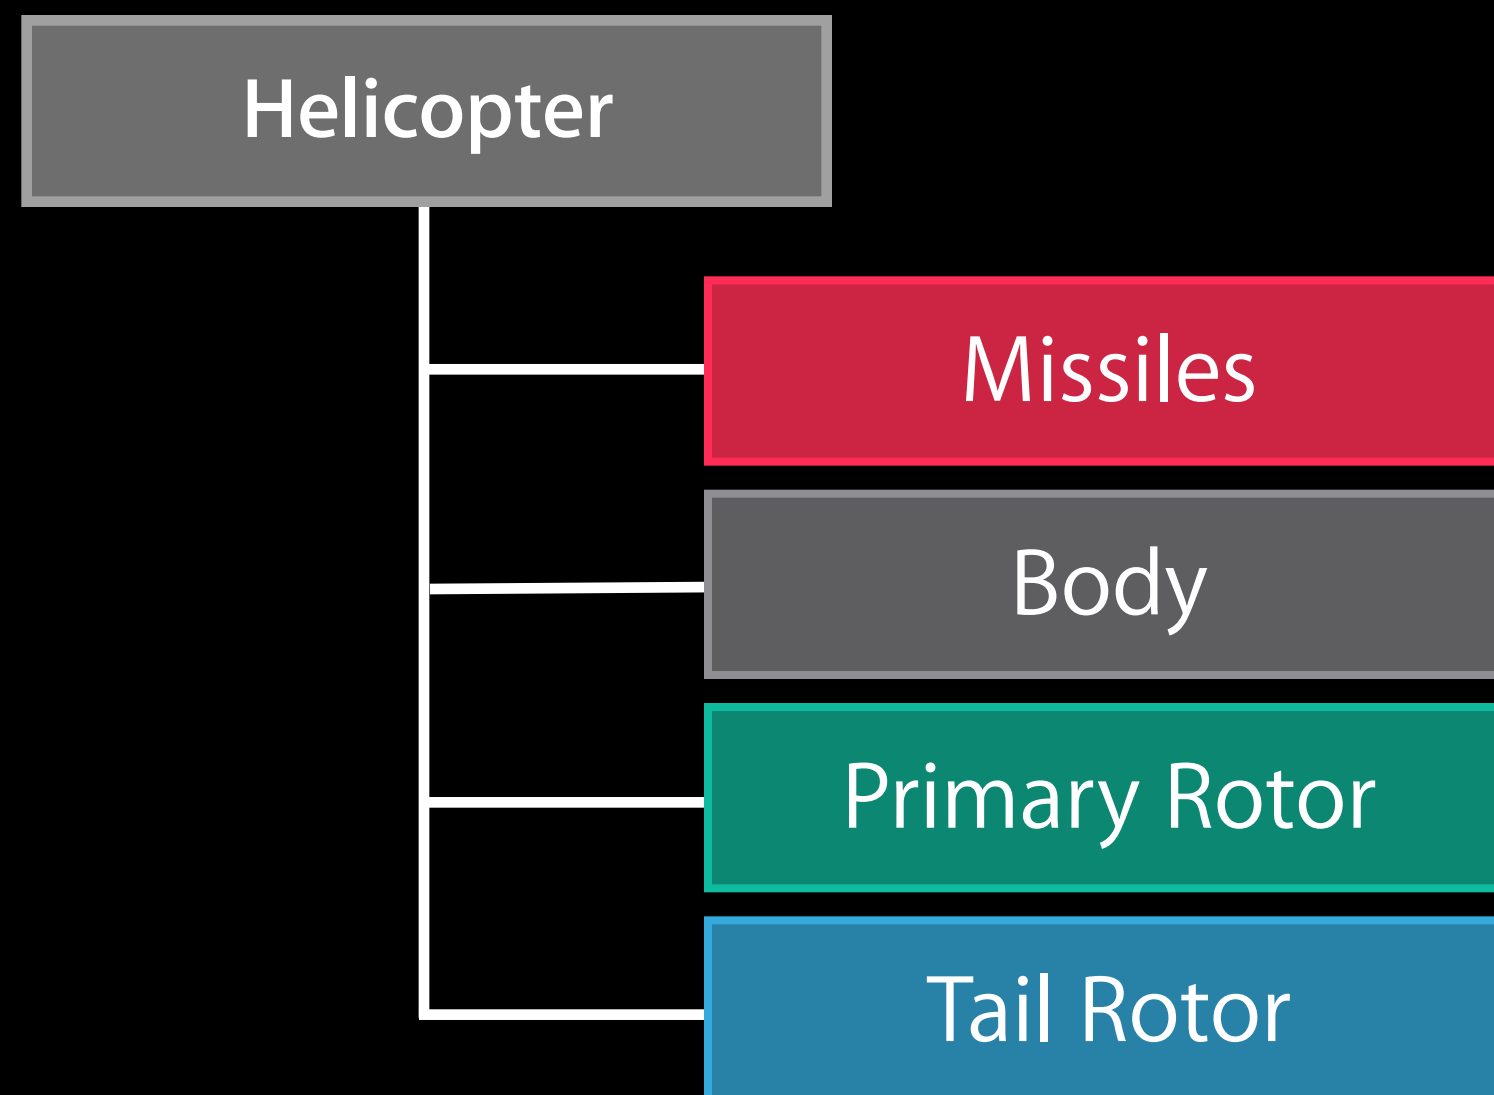 Helicopter
Missiles
Body
Primary Rotor
Tail Rotor